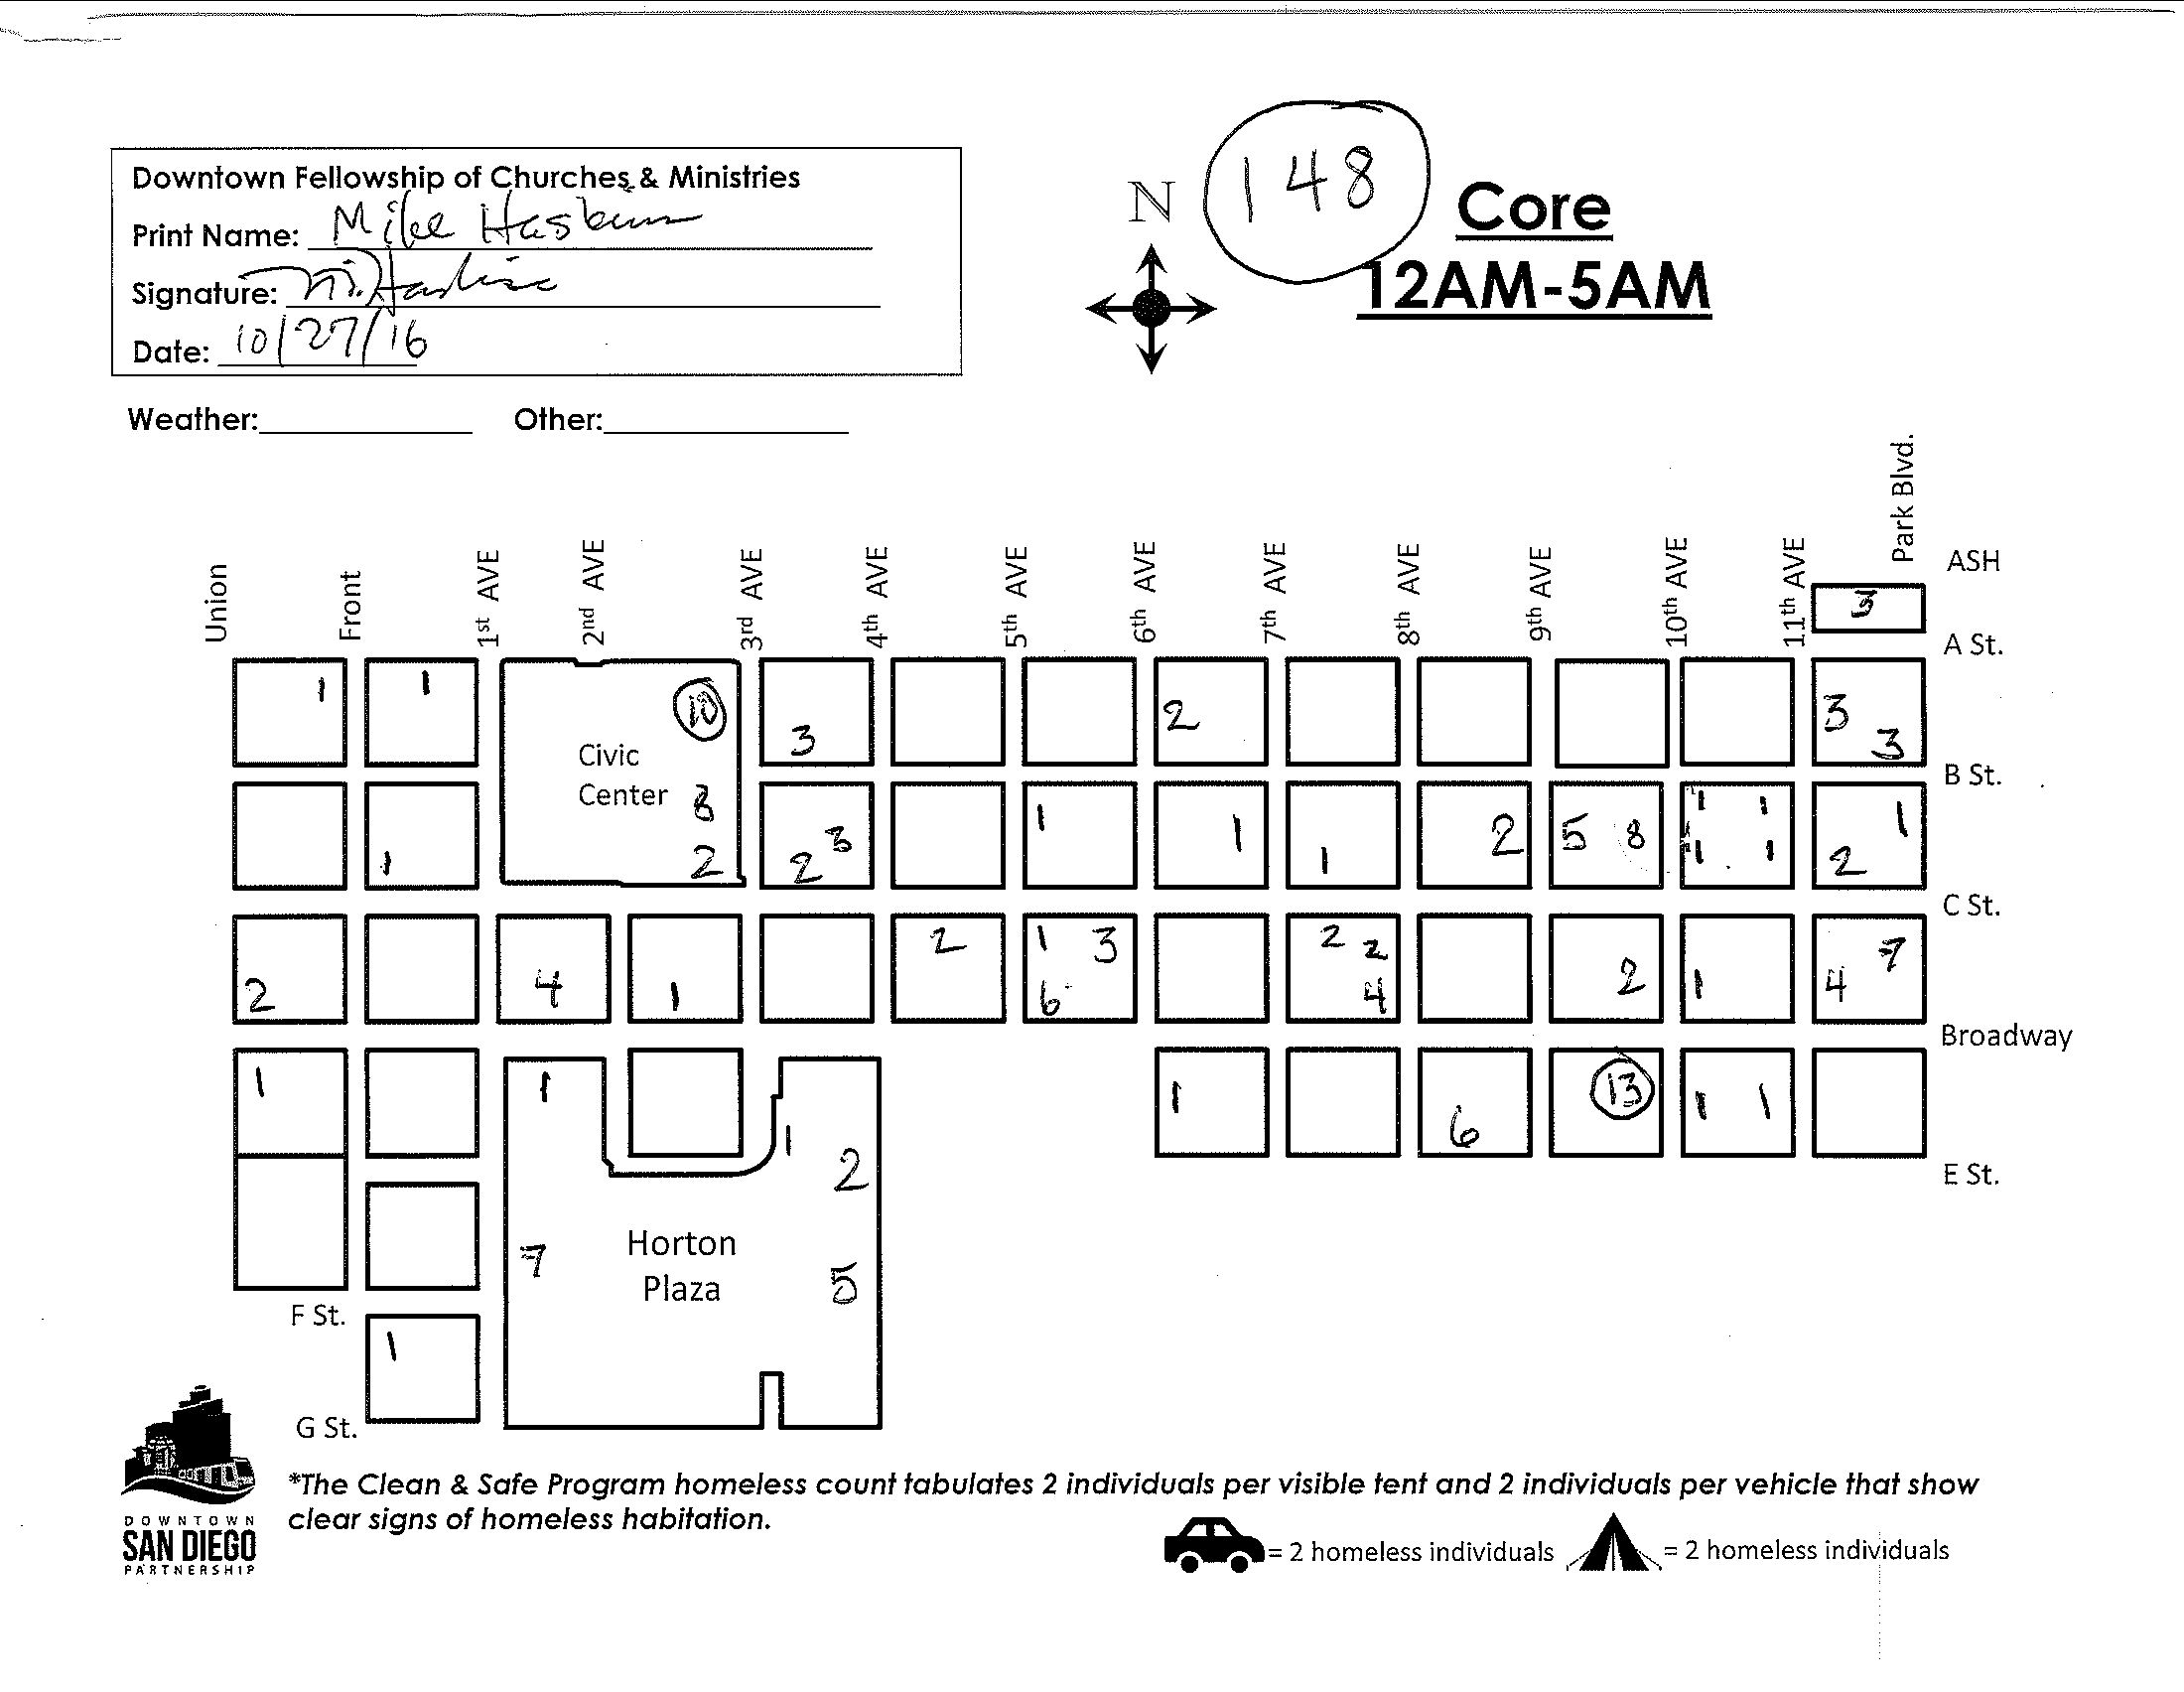 148
Downtown Fellowship of Churches & Ministries
Print Name: Mike Hasbun
Signature:
Date: 10/27/16
N
Core
12AM-5AM
Weather: Other:
Union Front 1st AVE 2nd AVE 3rd AVE 4th AVE 5th AVE 6th AVE 7th AVE 8th AVE 9th AVE 10th AVE 11th AVE Park Blvd.
ASH
3
A St.
1 1 10 3 2 3 3
Civic
Center
B St.
1 8 2 2 3 1 1 1 2 5 8 1 1 1 1 2 1
C St.
2 4 1 2 1 3 6 2 2 4 2 1 4 7
Broadway
1 1 1 2 1 6 13 1 1
E St.
7 5
Horton
Plaza
F St.
1
G St.
*The Clean & Safe Program homeless count tabulates 2 individuals per visible tent and 2 individuals per vehicle that show
clear signs of homeless habitation.
= 2 homeless individuals = 2 homeless individuals
DOWNTOWN
SAN DIEGO
PARTNERSHIP